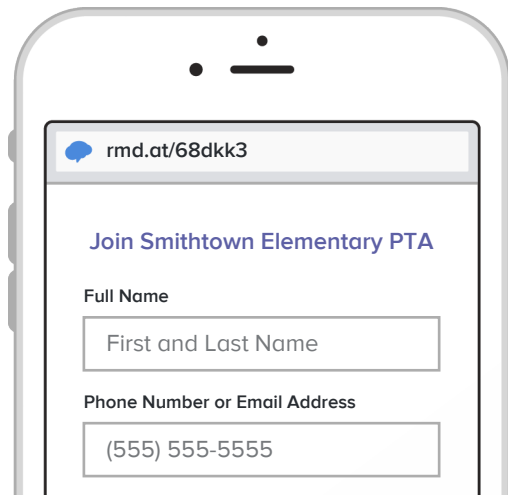 rmd.at/68dkk3
Join Smithtown Elementary PTA
Full Name
First and Last Name
Phone Number or Email Address
(555) 555-5555